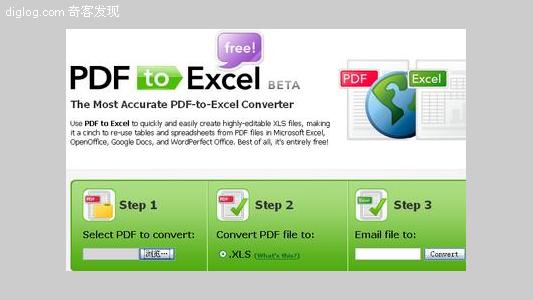 diglog.com 奇客发现
free!
PDF to Excel BETA
PDF
Excel
The Most Accurate PDF-to-Excel Converter
Use PDF to Excel to quickly and easily create highly-editable XLS files, making
it a cinch to re-use tables and spreadsheets from PDF files in Microsoft Excel,
OpenOffice, Google Docs, and WordPerfect Office. Best of all, it's entirely free!
PDF
Step 1
Select PDF to convert:
浏览…
PDF
Step 2
Convert PDF file to:
.XLS (What's this?)
Excel
Step 3
Email file to:
Convert